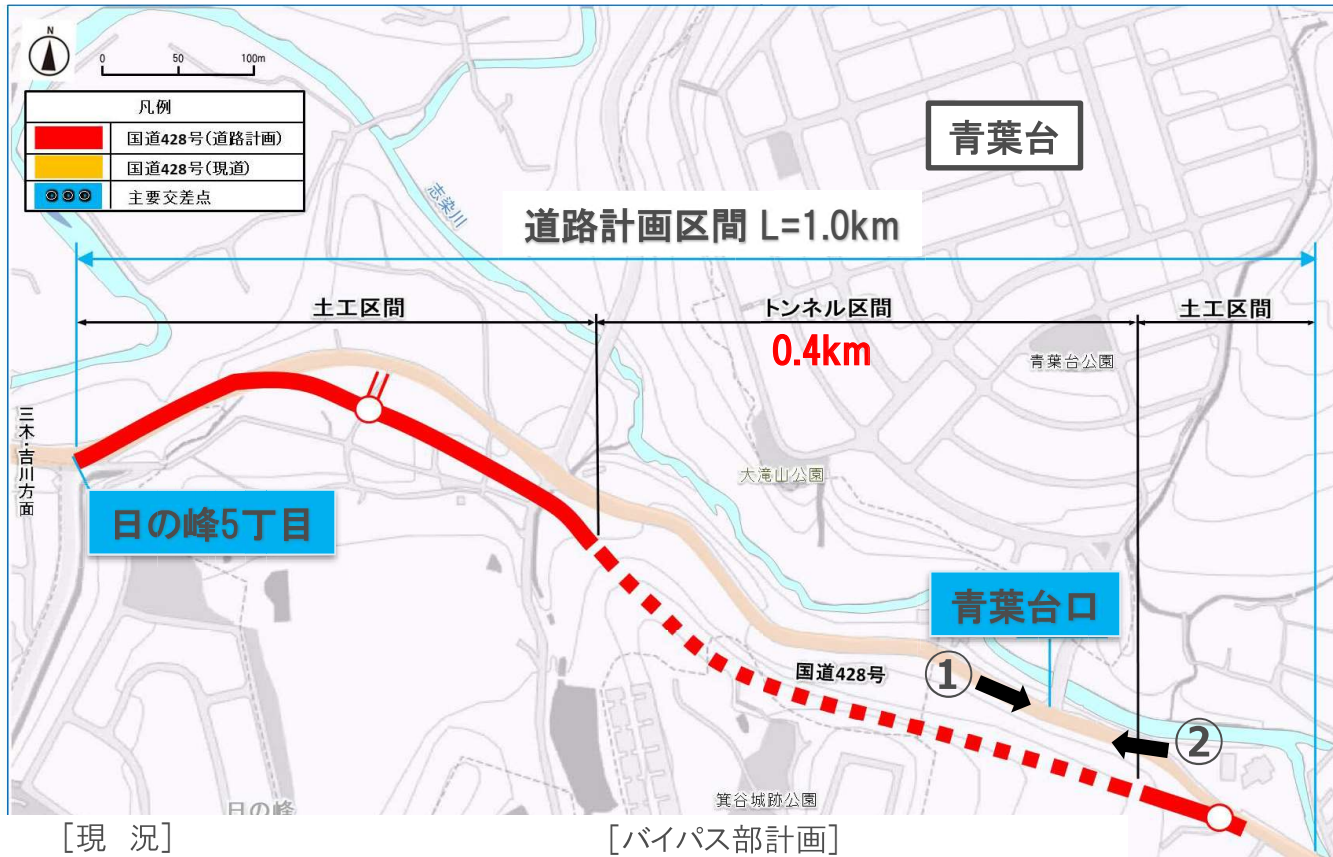 N
0 50 100m
凡例
国道428号(道路計画)
国道428号(現道)
主要交差点
青葉台
志染川
道路計画区間 L=1.0km
土工区間
トンネル区間
土工区間
0.4km
青葉台公園
三木・吉川方面
大滝山公園
日の峰5丁目
青葉台口
国道428号
①
②
箕谷城跡公園
日の峰
[現 況]
[バイパス部計画]